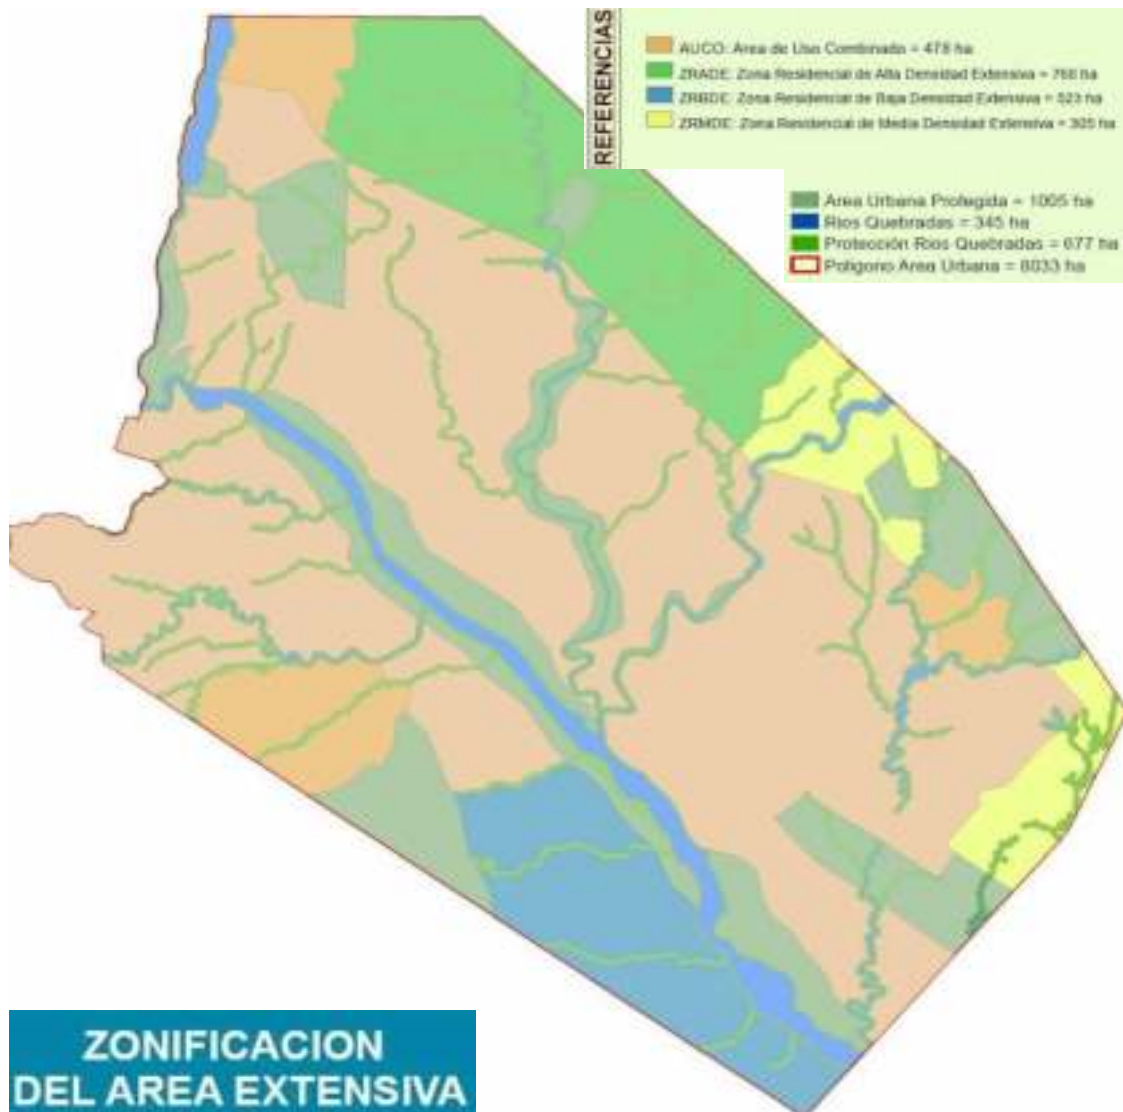 REFERENCIAS
AUCO: Area de Uso Combinado = 478 ha
ZRADE: Zona Residencial de Alta Densidad Extensiva = 768 ha
ZRBDE: Zona Residencial de Baja Densidad Extensiva = 523 ha
ZRMDE: Zona Residencial de Media Densidad Extensiva = 305 ha
Area Urbana Protegida = 1005 ha
Rios Quebradas = 345 ha
Protección Rios Quebradas = 677 ha
Poligono Area Urbana = 8033 ha
ZONIFICACION
DEL AREA EXTENSIVA